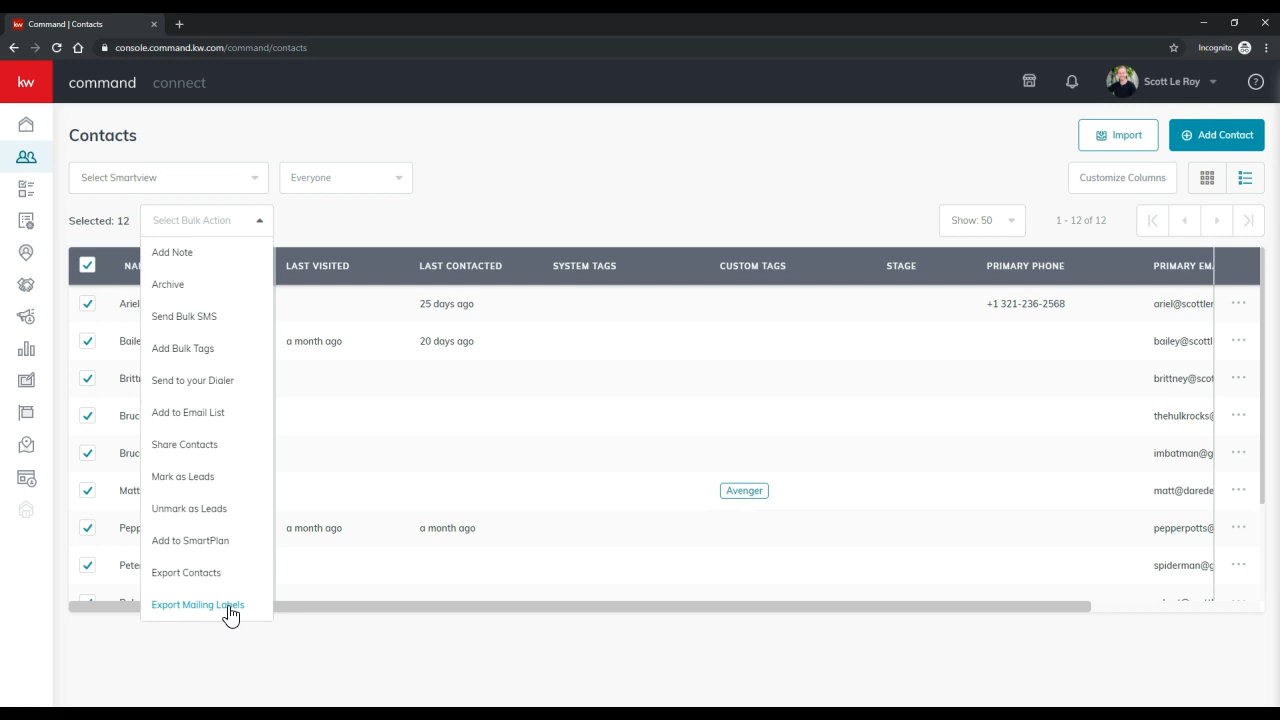 kw Command | Contacts
console.command.kw.com/command/contacts
Incognito
kw command connect
Scott Le Roy
Contacts
Import
Add Contact
Select Smartview
Everyone
Customize Columns
Selected: 12
Select Bulk Action
Show: 50
1 - 12 of 12
NA
LAST VISITED
LAST CONTACTED
SYSTEM TAGS
CUSTOM TAGS
STAGE
PRIMARY PHONE
PRIMARY EM
Add Note
Archive
Send Bulk SMS
Add Bulk Tags
Send to your Dialer
Add to Email List
Share Contacts
Mark as Leads
Unmark as Leads
Add to SmartPlan
Export Contacts
Export Mailing Labels
Ariel 25 days ago +1 321-236-2568 ariel@scottler
Baile a month ago 20 days ago bailey@scottl
Britt brittney@scot
Bruc thehulkrocks@
Bruc imbatman@g
Matt Avenger matt@darede
Pepp a month ago a month ago pepperpotts@
Pete spiderman@g